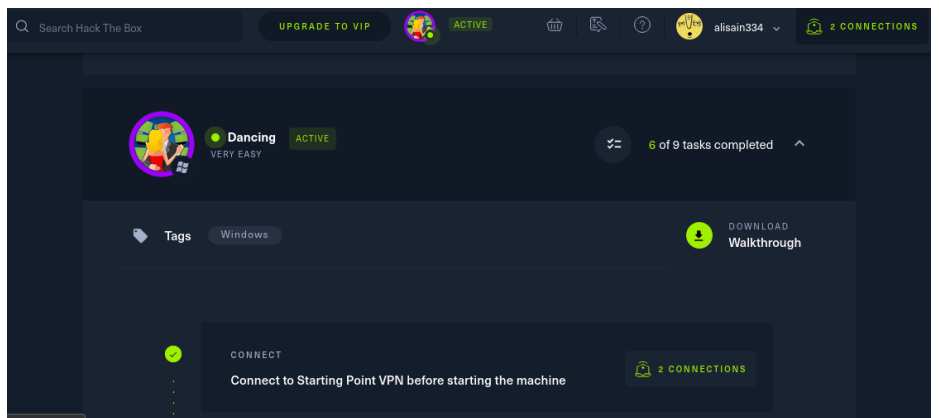 Search Hack The Box
UPGRADE TO VIP
ACTIVE
alisain334
2 CONNECTIONS
Dancing
ACTIVE
VERY EASY
6 of 9 tasks completed
Tags
Windows
DOWNLOAD
Walkthrough
CONNECT
Connect to Starting Point VPN before starting the machine
2 CONNECTIONS